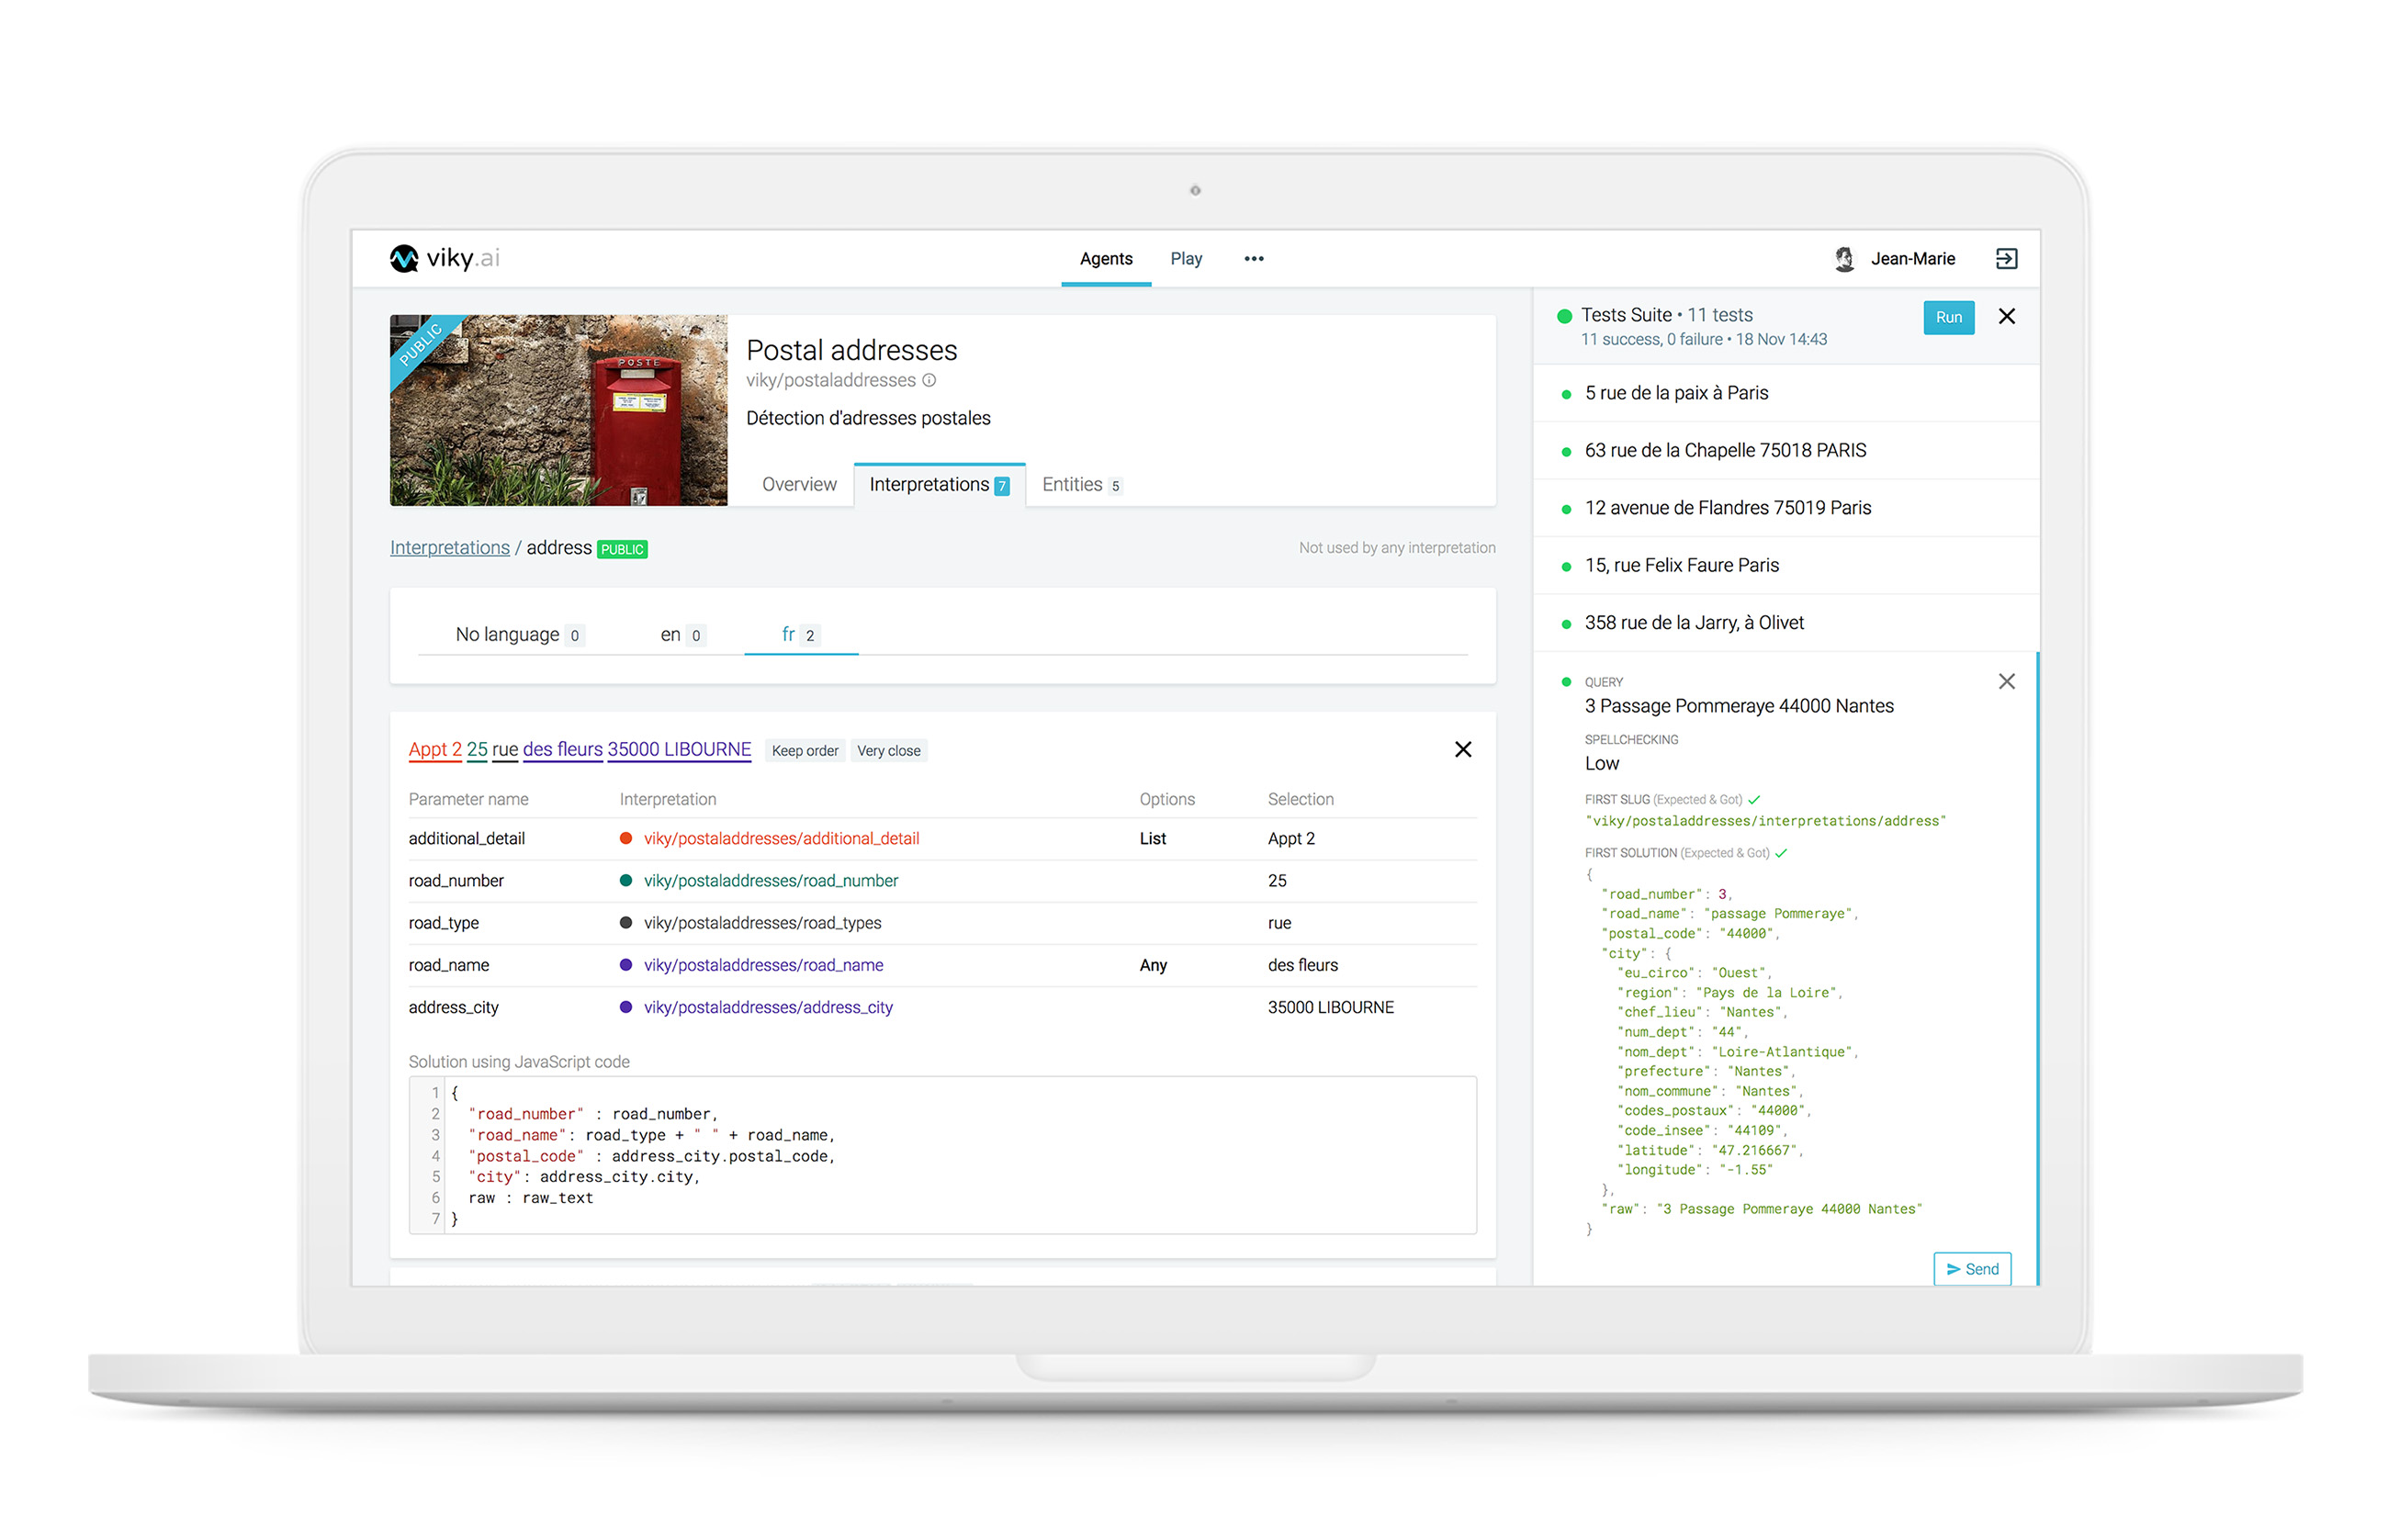 viky.ai
Agents
Play
Jean-Marie
PUBLIC
POSTE
Postal addresses
viky/postaladdresses
Détection d'adresses postales
Overview
Interpretations 7
Entities 5
Interpretations / address PUBLIC
Not used by any interpretation
No language 0
en 0
fr 2
Appt 2 25 rue des fleurs 35000 LIBOURNE Keep order Very close
Parameter name Interpretation Options Selection
additional_detail viky/postaladdresses/additional_detail List Appt 2
road_number viky/postaladdresses/road_number 25
road_type viky/postaladdresses/road_types rue
road_name viky/postaladdresses/road_name Any des fleurs
address_city viky/postaladdresses/address_city 35000 LIBOURNE
Solution using JavaScript code
1 {
2 "road_number" : road_number,
3 "road_name": road_type + " " + road_name,
4 "postal_code" : address_city.postal_code,
5 "city": address_city.city,
6 raw : raw_text
7 }
Tests Suite • 11 tests
11 success, 0 failure • 18 Nov 14:43
Run
5 rue de la paix à Paris
63 rue de la Chapelle 75018 PARIS
12 avenue de Flandres 75019 Paris
15, rue Felix Faure Paris
358 rue de la Jarry, à Olivet
QUERY
3 Passage Pommeraye 44000 Nantes
SPELLCHECKING
Low
FIRST SLUG (Expected & Got)
"viky/postaladdresses/interpretations/address"
FIRST SOLUTION (Expected & Got)
{
"road_number": 3,
"road_name": "passage Pommeraye",
"postal_code": "44000",
"city": {
"eu_circo": "Ouest",
"region": "Pays de la Loire",
"chef_lieu": "Nantes",
"num_dept": "44",
"nom_dept": "Loire-Atlantique",
"prefecture": "Nantes",
"nom_commune": "Nantes",
"codes_postaux": "44000",
"code_insee": "44109",
"latitude": "47.216667",
"longitude": "-1.55"
},
"raw": "3 Passage Pommeraye 44000 Nantes"
}
Send